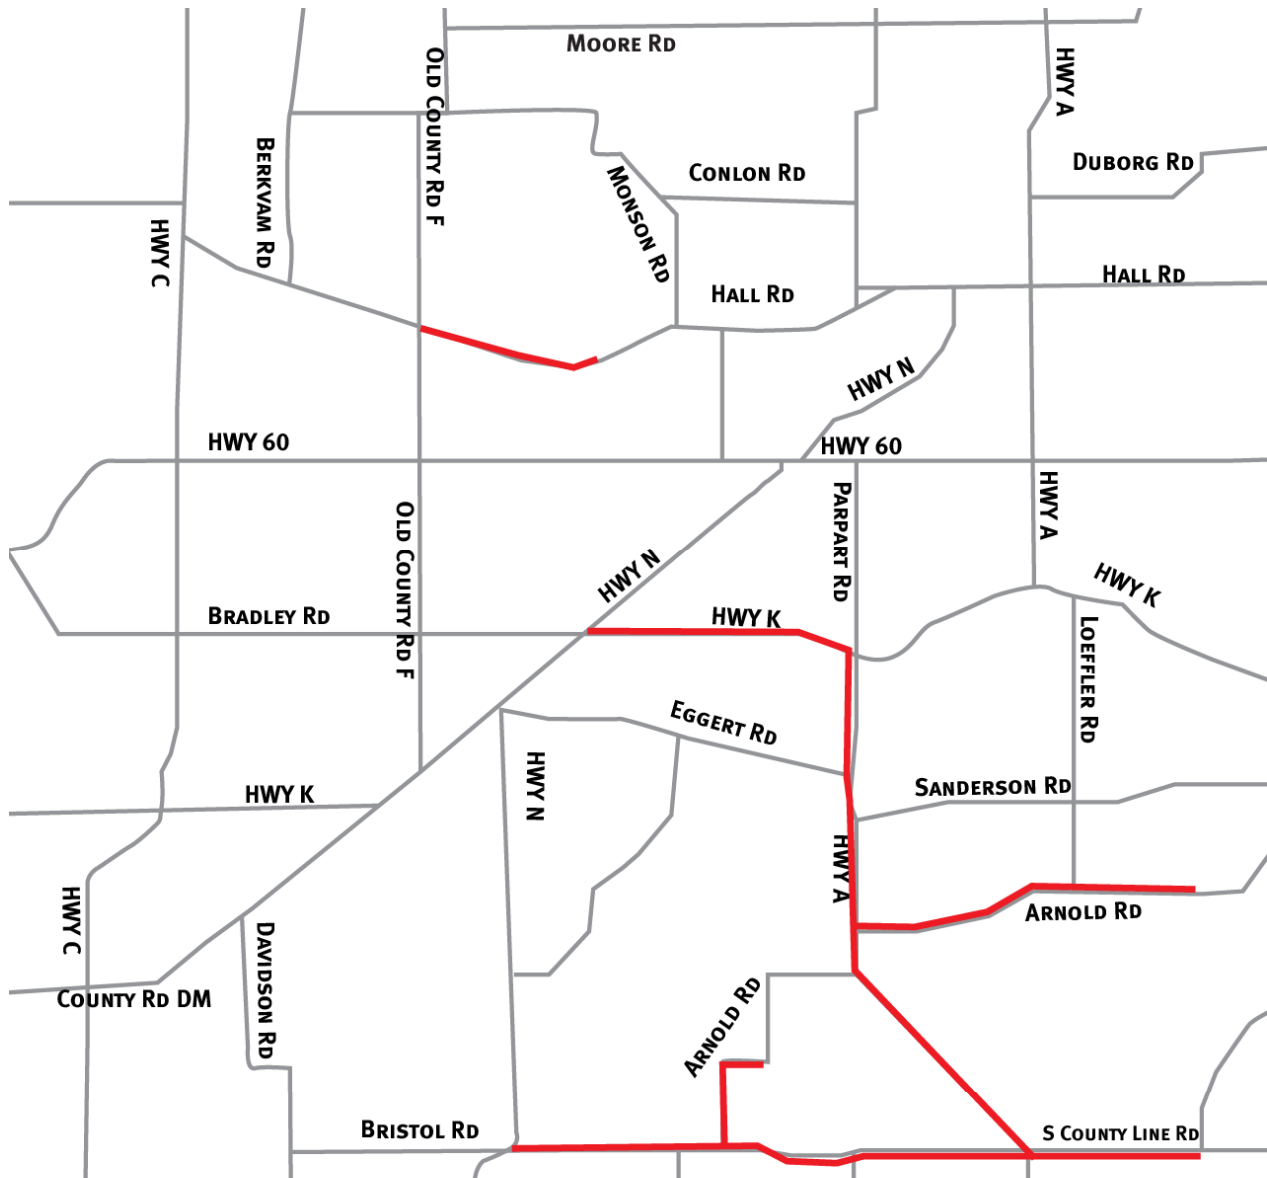 Moore Rd
Old County Rd F
HWY A
Berkvam Rd
Conlon Rd
Duborg Rd
Monson Rd
HWY C
Hall Rd
Hall Rd
HWY N
HWY 60
HWY 60
HWY A
Parpart Rd
Old County Rd F
HWY N
HWY K
Bradley Rd
HWY K
Loeffler Rd
Eggert Rd
HWY N
Sanderson Rd
HWY K
HWY A
HWY C
Arnold Rd
Davidson Rd
County Rd DM
Arnold Rd
Bristol Rd
S County Line Rd